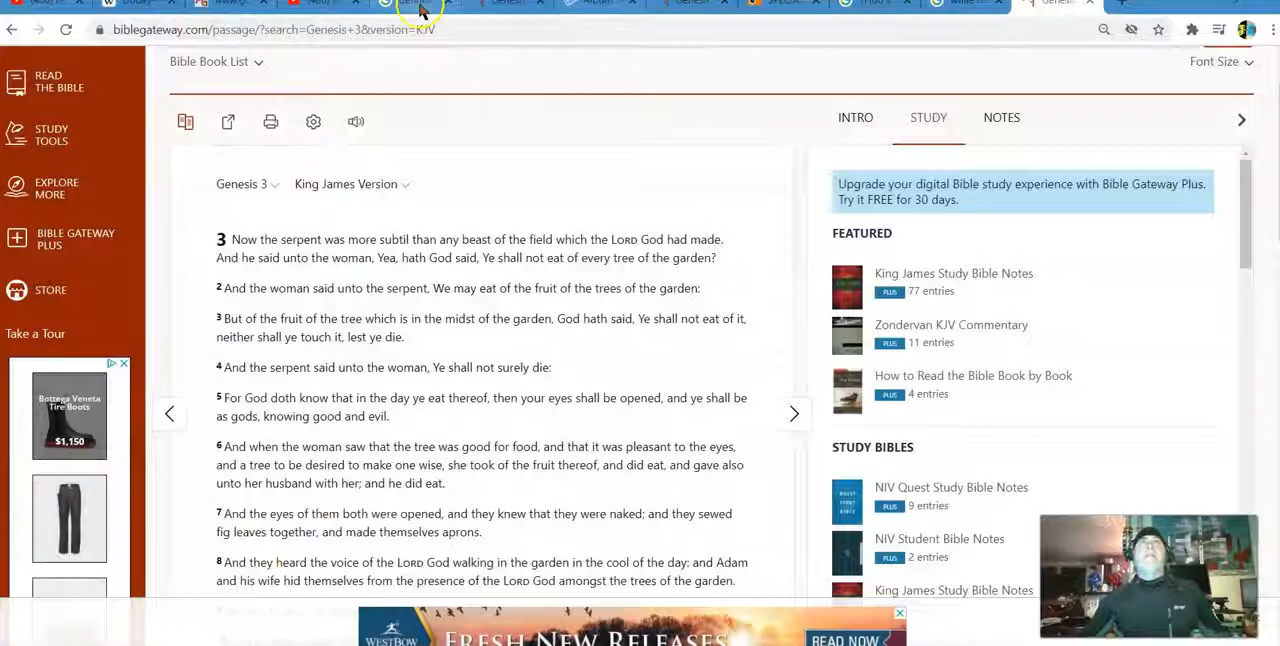 biblegateway.com/passage/?search=Genesis+3&version=KJV
Bible Book List
Font Size
READ
THE BIBLE
STUDY
TOOLS
EXPLORE
MORE
BIBLE GATEWAY
PLUS
STORE
Take a Tour
Bottega Veneta
Tire Boots
$1,150
INTRO STUDY NOTES
Genesis 3 King James Version
3 Now the serpent was more subtil than any beast of the field which the LORD God had made.
And he said unto the woman, Yea, hath God said, Ye shall not eat of every tree of the garden?
2 And the woman said unto the serpent, We may eat of the fruit of the trees of the garden:
3 But of the fruit of the tree which is in the midst of the garden, God hath said, Ye shall not eat of it,
neither shall ye touch it, lest ye die.
4 And the serpent said unto the woman, Ye shall not surely die:
5 For God doth know that in the day ye eat thereof, then your eyes shall be opened, and ye shall be
as gods, knowing good and evil.
6 And when the woman saw that the tree was good for food, and that it was pleasant to the eyes,
and a tree to be desired to make one wise, she took of the fruit thereof, and did eat, and gave also
unto her husband with her; and he did eat.
7 And the eyes of them both were opened, and they knew that they were naked; and they sewed
fig leaves together, and made themselves aprons.
8 And they heard the voice of the LORD God walking in the garden in the cool of the day: and Adam
and his wife hid themselves from the presence of the LORD God amongst the trees of the garden.
Upgrade your digital Bible study experience with Bible Gateway Plus.
Try it FREE for 30 days.
FEATURED
King James Study Bible Notes
PLUS 77 entries
Zondervan KJV Commentary
PLUS 11 entries
How to Read the Bible Book by Book
PLUS 4 entries
STUDY BIBLES
NIV Quest Study Bible Notes
PLUS 9 entries
NIV Student Bible Notes
PLUS 2 entries
King James Study Bible Notes
WESTBOW
FRESH NEW RELEASES
READ NOW